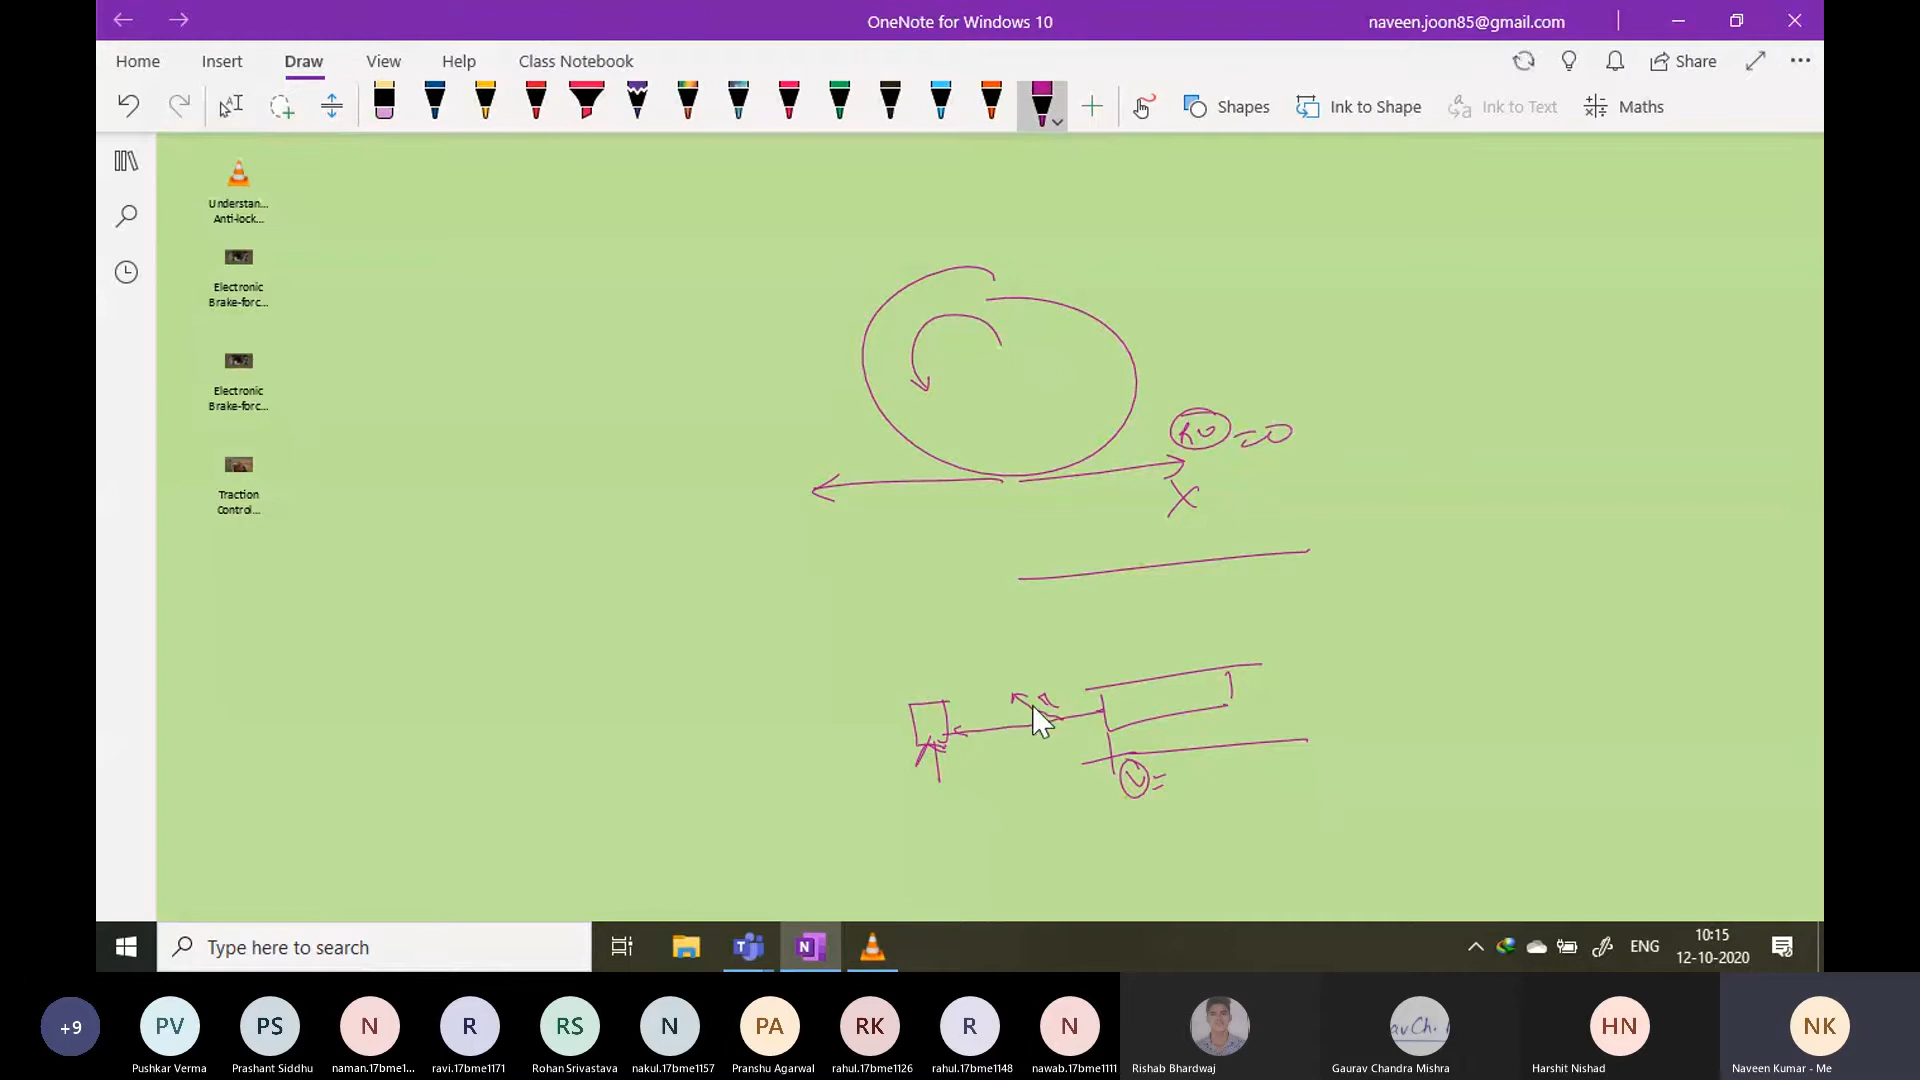 OneNote for Windows 10
naveen.joon85@gmail.com
Home Insert Draw View Help Class Notebook
Share
Shapes Ink to Shape Ink to Text Maths
Understan...
Anti-lock...
Electronic
Brake-forc...
Electronic
Brake-forc...
Traction
Control...
=0
X
Type here to search
ENG
10:15
12-10-2020
+9 PV PS N R RS N PA RK R N HN NK
Pushkar Verma Prashant Siddhu naman.17bme1... ravi.17bme1171 Rohan Srivastava nakul.17bme1157 Pranshu Agarwal rahul.17bme1126 rahul.17bme1148 nawab.17bme1111 Rishab Bhardwaj Gaurav Chandra Mishra Harshit Nishad Naveen Kumar - Me